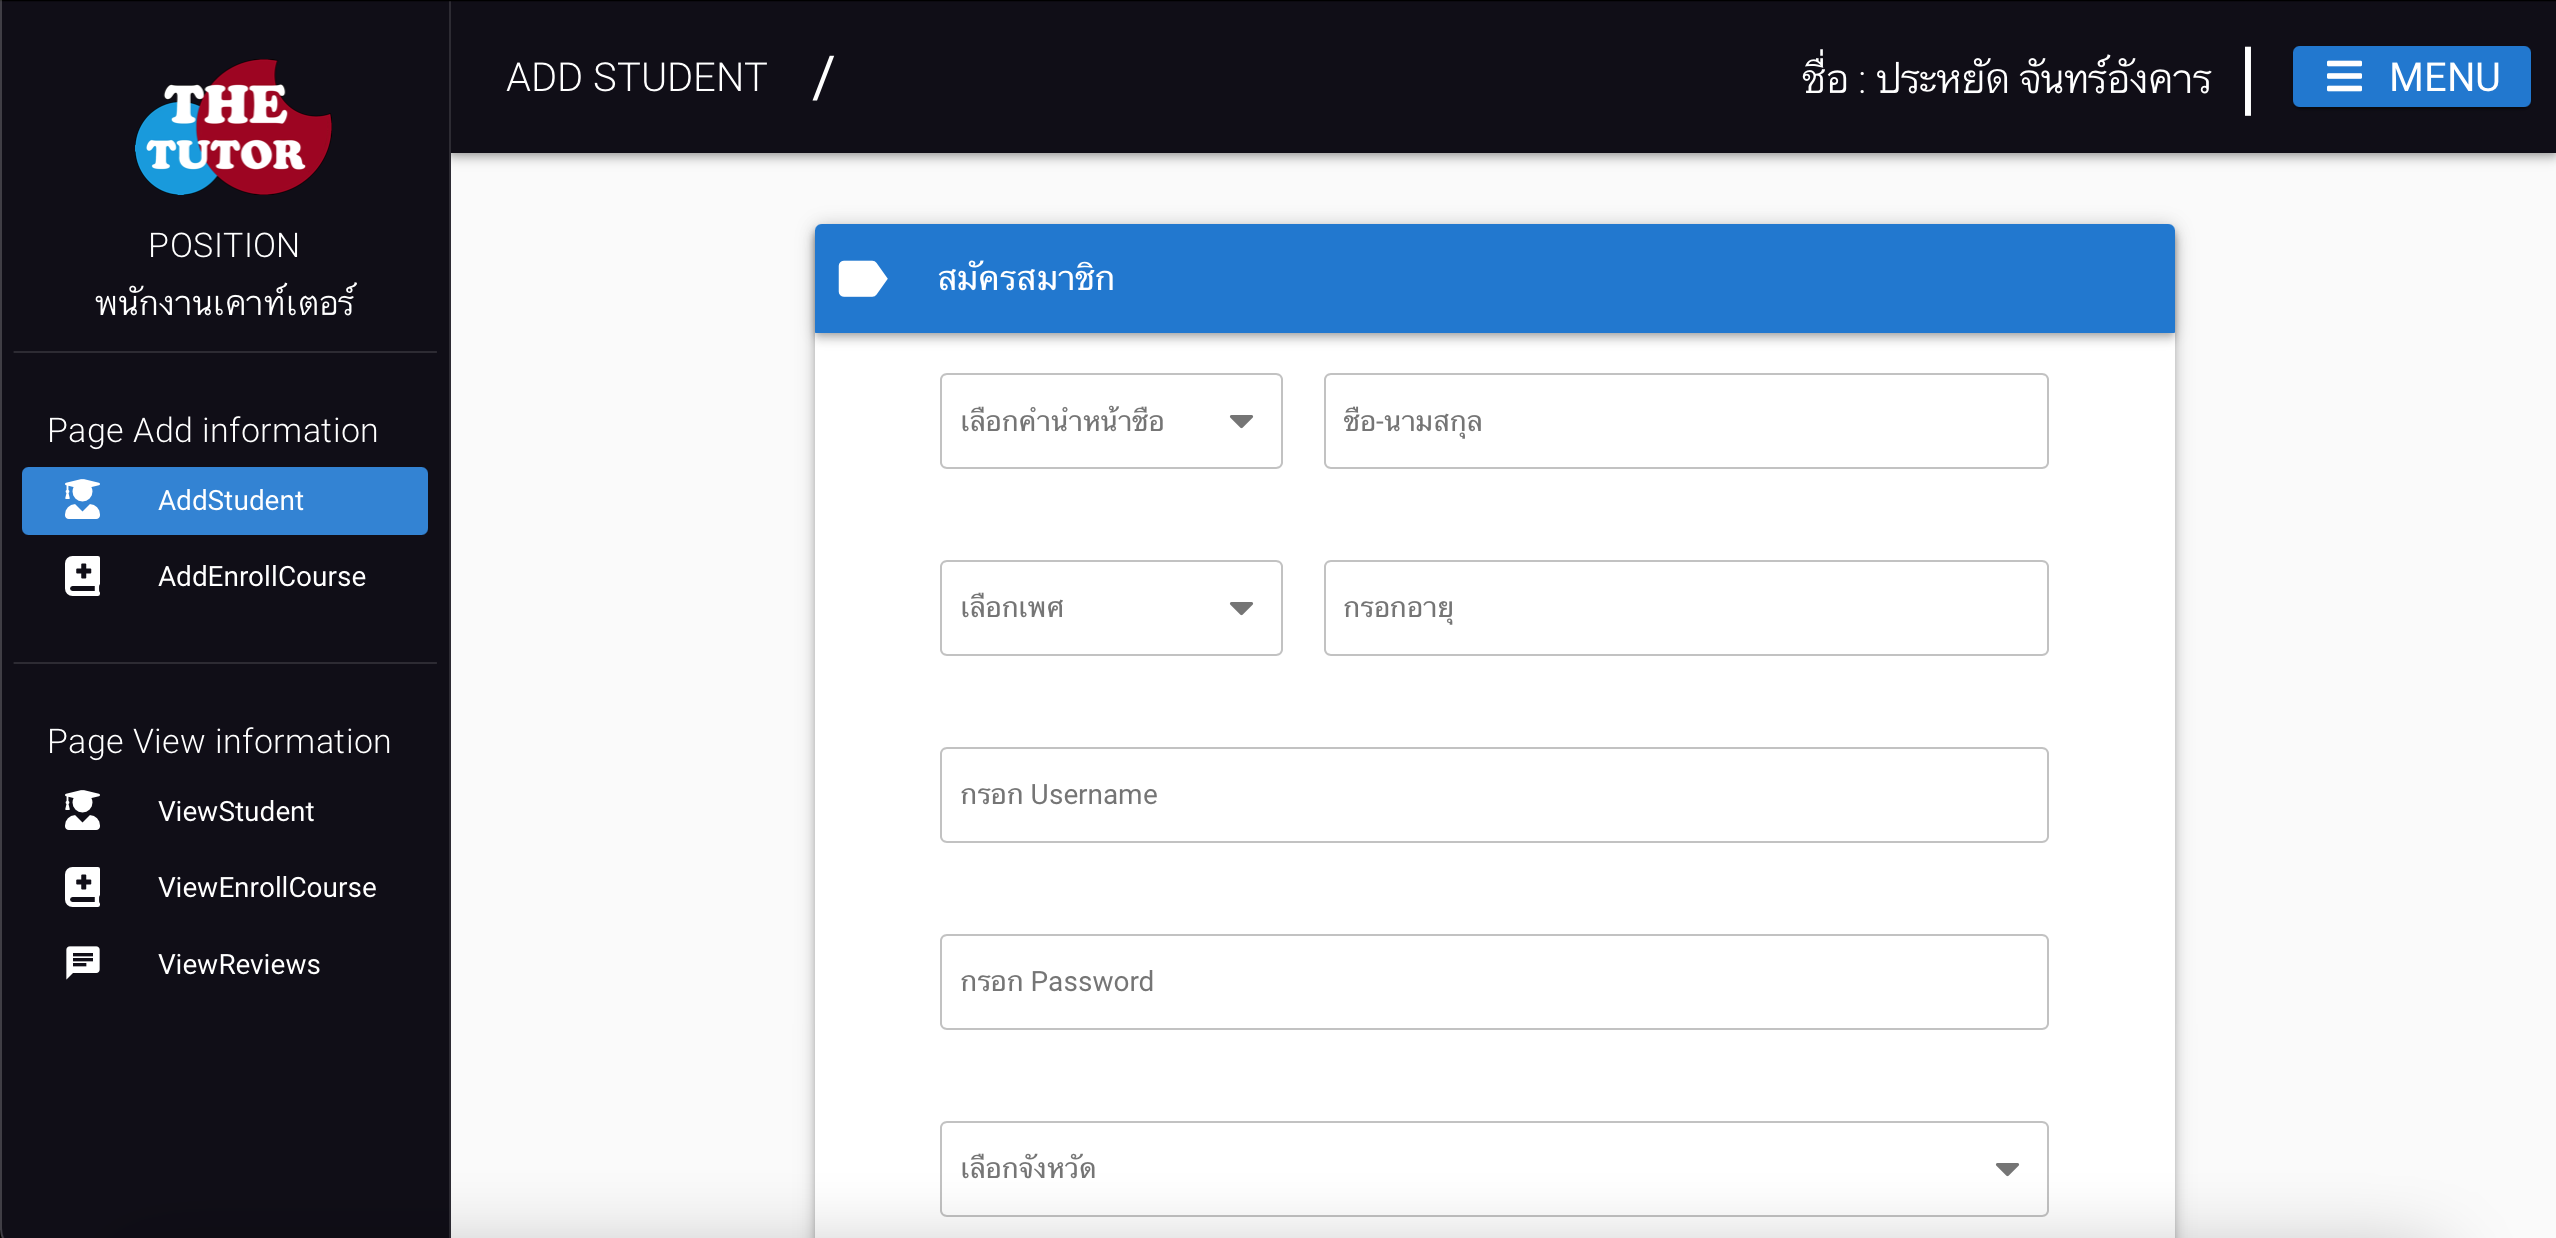 THE
TUTOR
POSITION
พนักงานเคาท์เตอร์
Page Add information
AddStudent
AddEnrollCourse
Page View information
ViewStudent
ViewEnrollCourse
ViewReviews
ADD STUDENT /
ชื่อ : ประหยัด จันทร์อังคาร
MENU
สมัครสมาชิก
เลือกคำนำหน้าชื่อ
ชื่อ-นามสกุล
เลือกเพศ
กรอกอายุ
กรอก Username
กรอก Password
เลือกจังหวัด